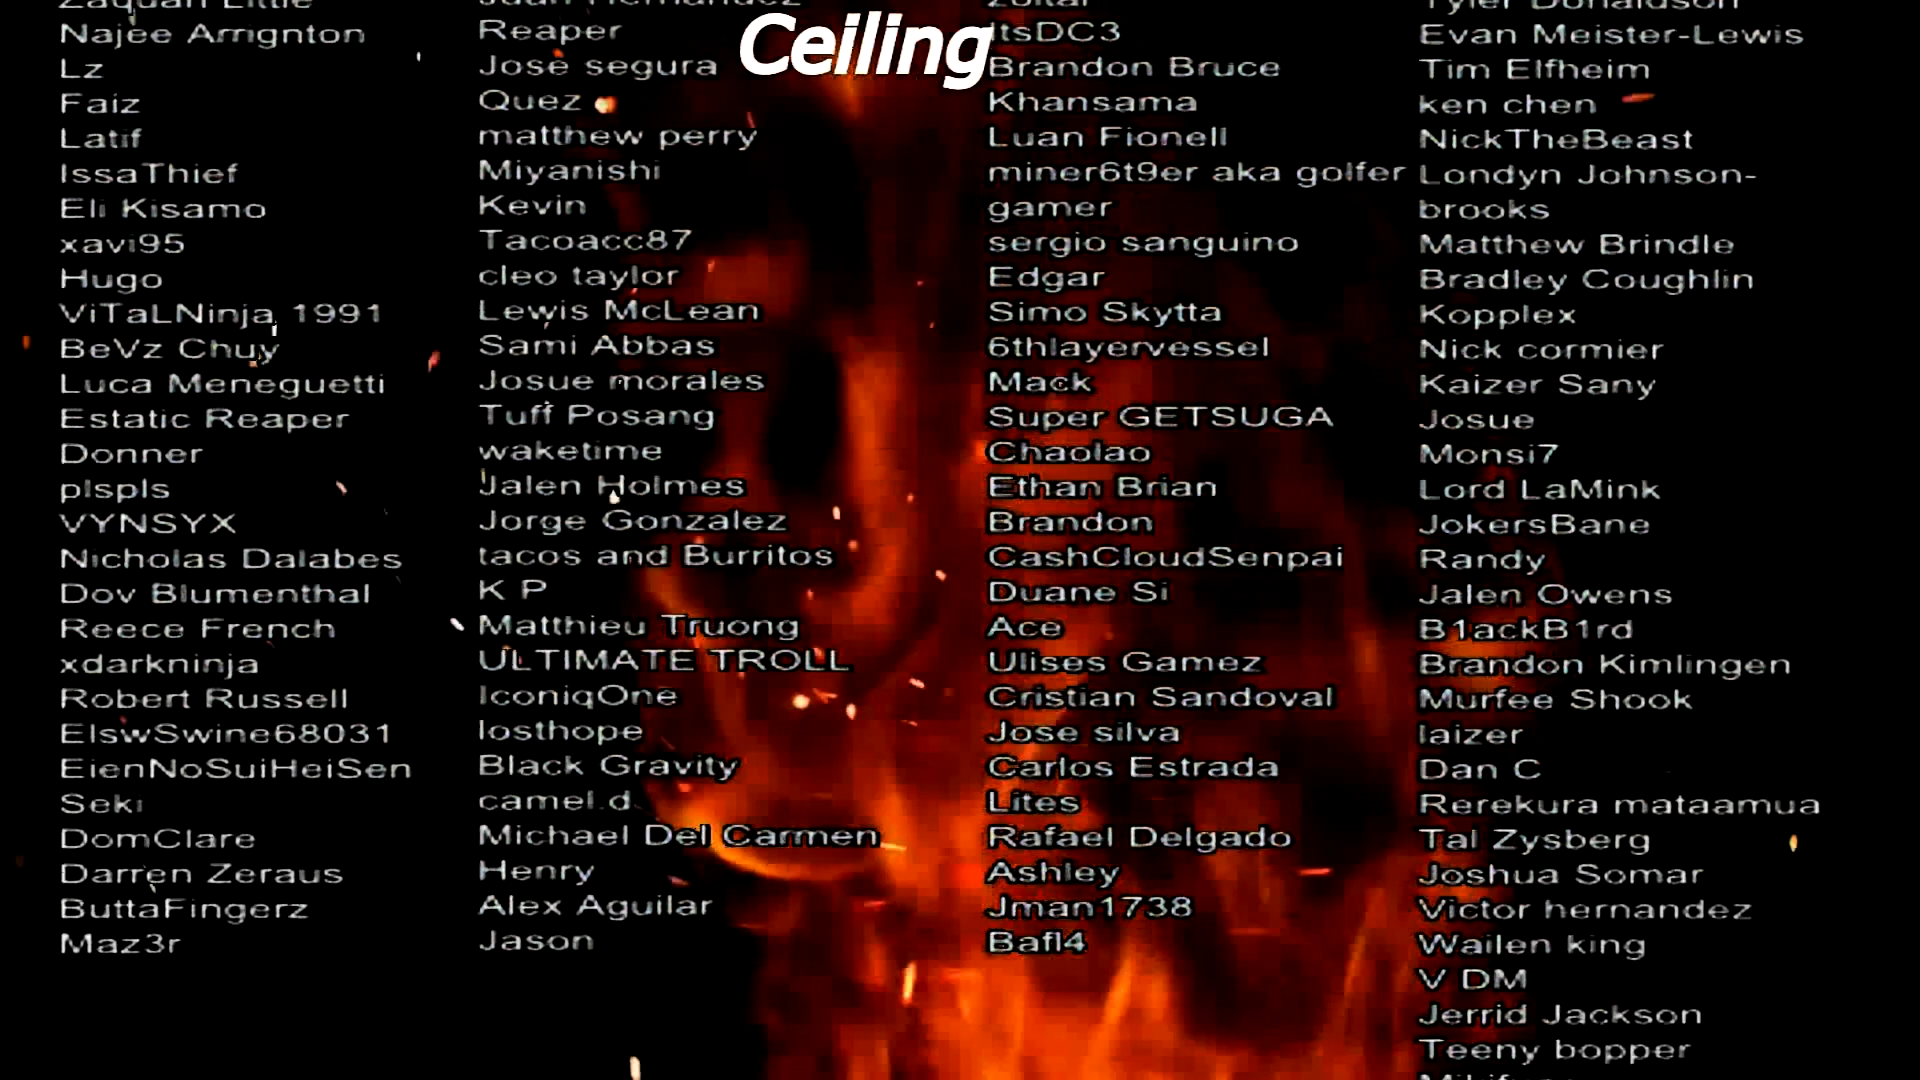 Ceiling
Zaquan Little
Najee Arrignton
Lz
Faiz
Latif
IssaThief
Eli Kisamo
xavi95
Hugo
ViTaLNinja 1991
BeVz Chuy
Luca Meneguetti
Estatic Reaper
Donner
plspls
VYNSYX
Nicholas Dalabes
Dov Blumenthal
Reece French
xdarkninja
Robert Russell
ElswSwine68031
EienNoSuiHeiSen
Seki
DomClare
Darren Zeraus
ButtaFingerz
Maz3r
Juan Hernandez
Reaper
Jose segura
Quez
matthew perry
Miyanishi
Kevin
Tacoacc87
cleo taylor
Lewis McLean
Sami Abbas
Josue morales
Tuff Posang
waketime
Jalen Holmes
Jorge Gonzalez
tacos and Burritos
K P
Matthieu Truong
ULTIMATE TROLL
IconiqOne
losthope
Black Gravity
camel.d
Michael Del Carmen
Henry
Alex Aguilar
Jason
Zoltar
ItsDC3
Brandon Bruce
Khansama
Luan Fionell
miner6t9er aka golfer
gamer
sergio sanguino
Edgar
Simo Skytta
6thlayervessel
Mack
Super GETSUGA
Chaolao
Ethan Brian
Brandon
CashCloudSenpai
Duane Si
Ace
Ulises Gamez
Cristian Sandoval
Jose silva
Carlos Estrada
Lites
Rafael Delgado
Ashley
Jman1738
Bafl4
Tyler Donaldson
Evan Meister-Lewis
Tim Elfheim
ken chen
NickTheBeast
Londyn Johnson-
brooks
Matthew Brindle
Bradley Coughlin
Kopplex
Nick cormier
Kaizer Sany
Josue
Monsi7
Lord LaMink
JokersBane
Randy
Jalen Owens
B1ackB1rd
Brandon Kimlingen
Murfee Shook
laizer
Dan C
Rerekura mataamua
Tal Zysberg
Joshua Somar
Victor hernandez
Wailen king
V DM
Jerrid Jackson
Teeny bopper